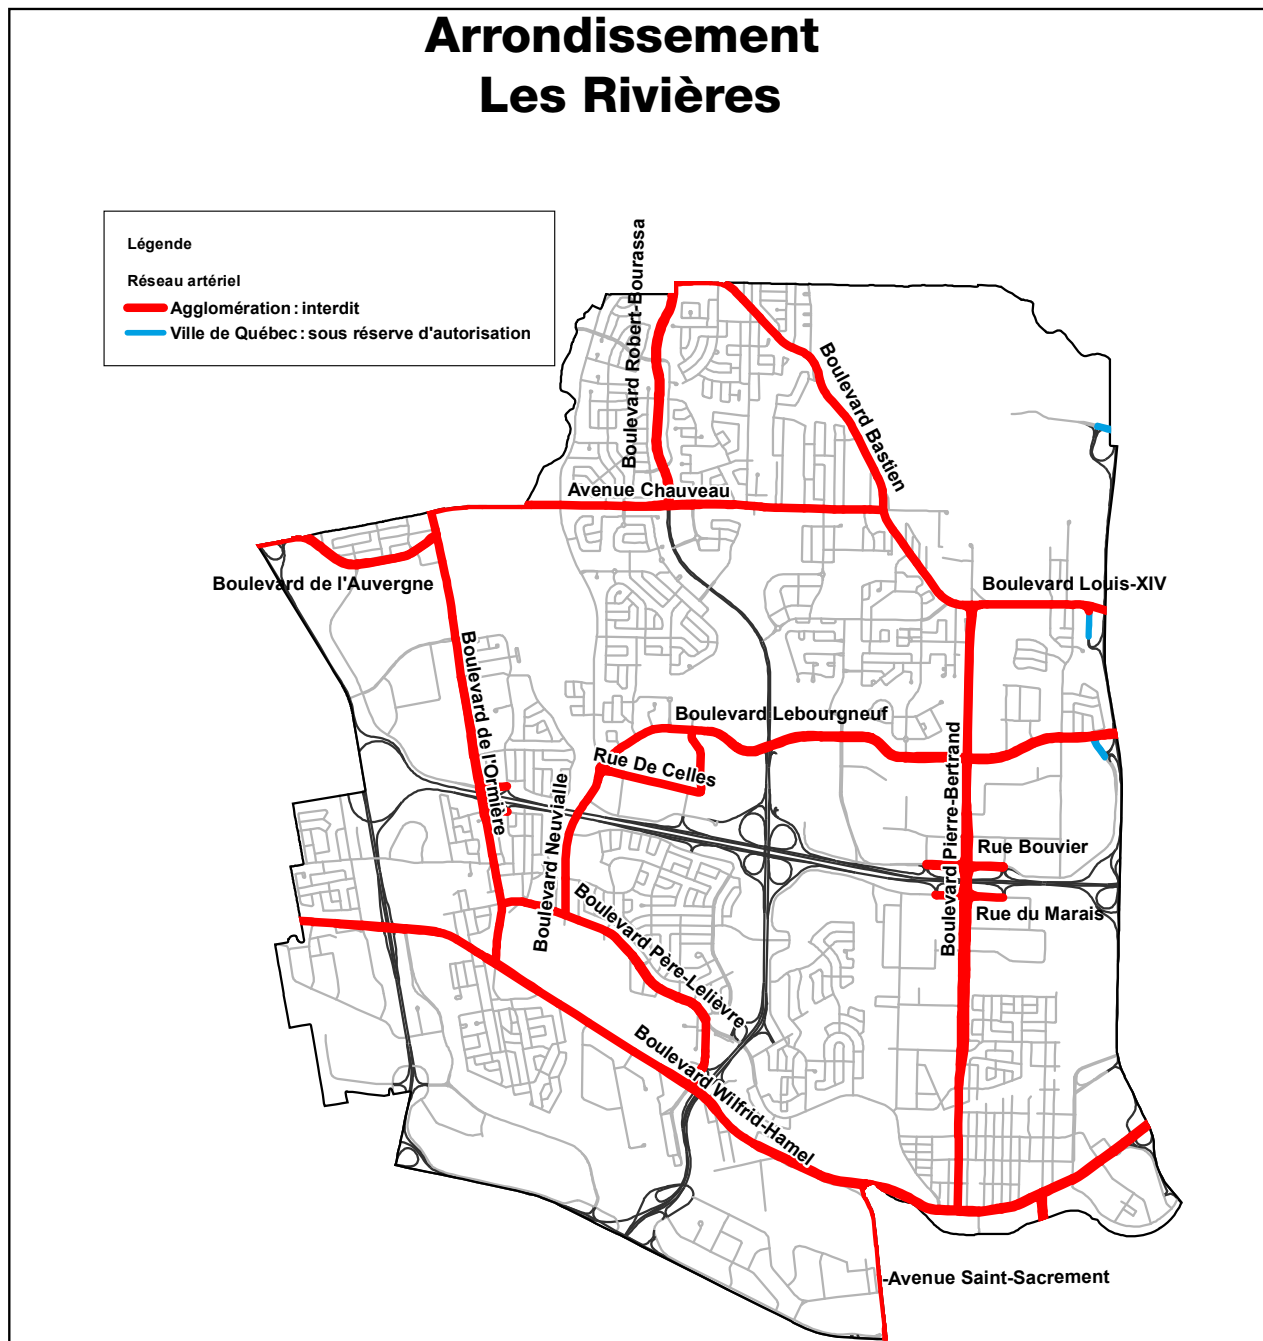 Arrondissement
Les Rivières
Légende
Réseau artériel
Agglomération : interdit
Ville de Québec : sous réserve d'autorisation
Boulevard Robert-Bourassa
Boulevard Bastien
Avenue Chauveau
Boulevard de l'Auvergne
Boulevard Louis-XIV
Boulevard de l'Ormière
Boulevard Lebourgneuf
Rue De Celles
Boulevard Neuvialle
Boulevard Pierre-Bertrand
Rue Bouvier
Rue du Marais
Boulevard Père-Lelièvre
Boulevard Wilfrid-Hamel
-Avenue Saint-Sacrement